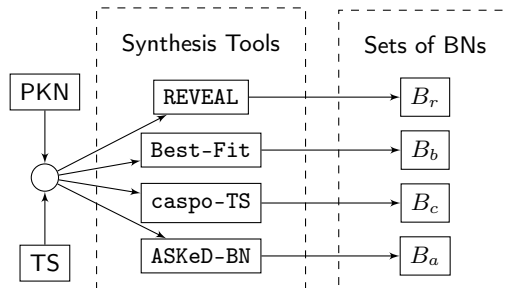 Synthesis Tools
Sets of BNs
PKN
TS
REVEAL
B_r
Best-Fit
B_b
caspo-TS
B_c
ASKeD-BN
B_a